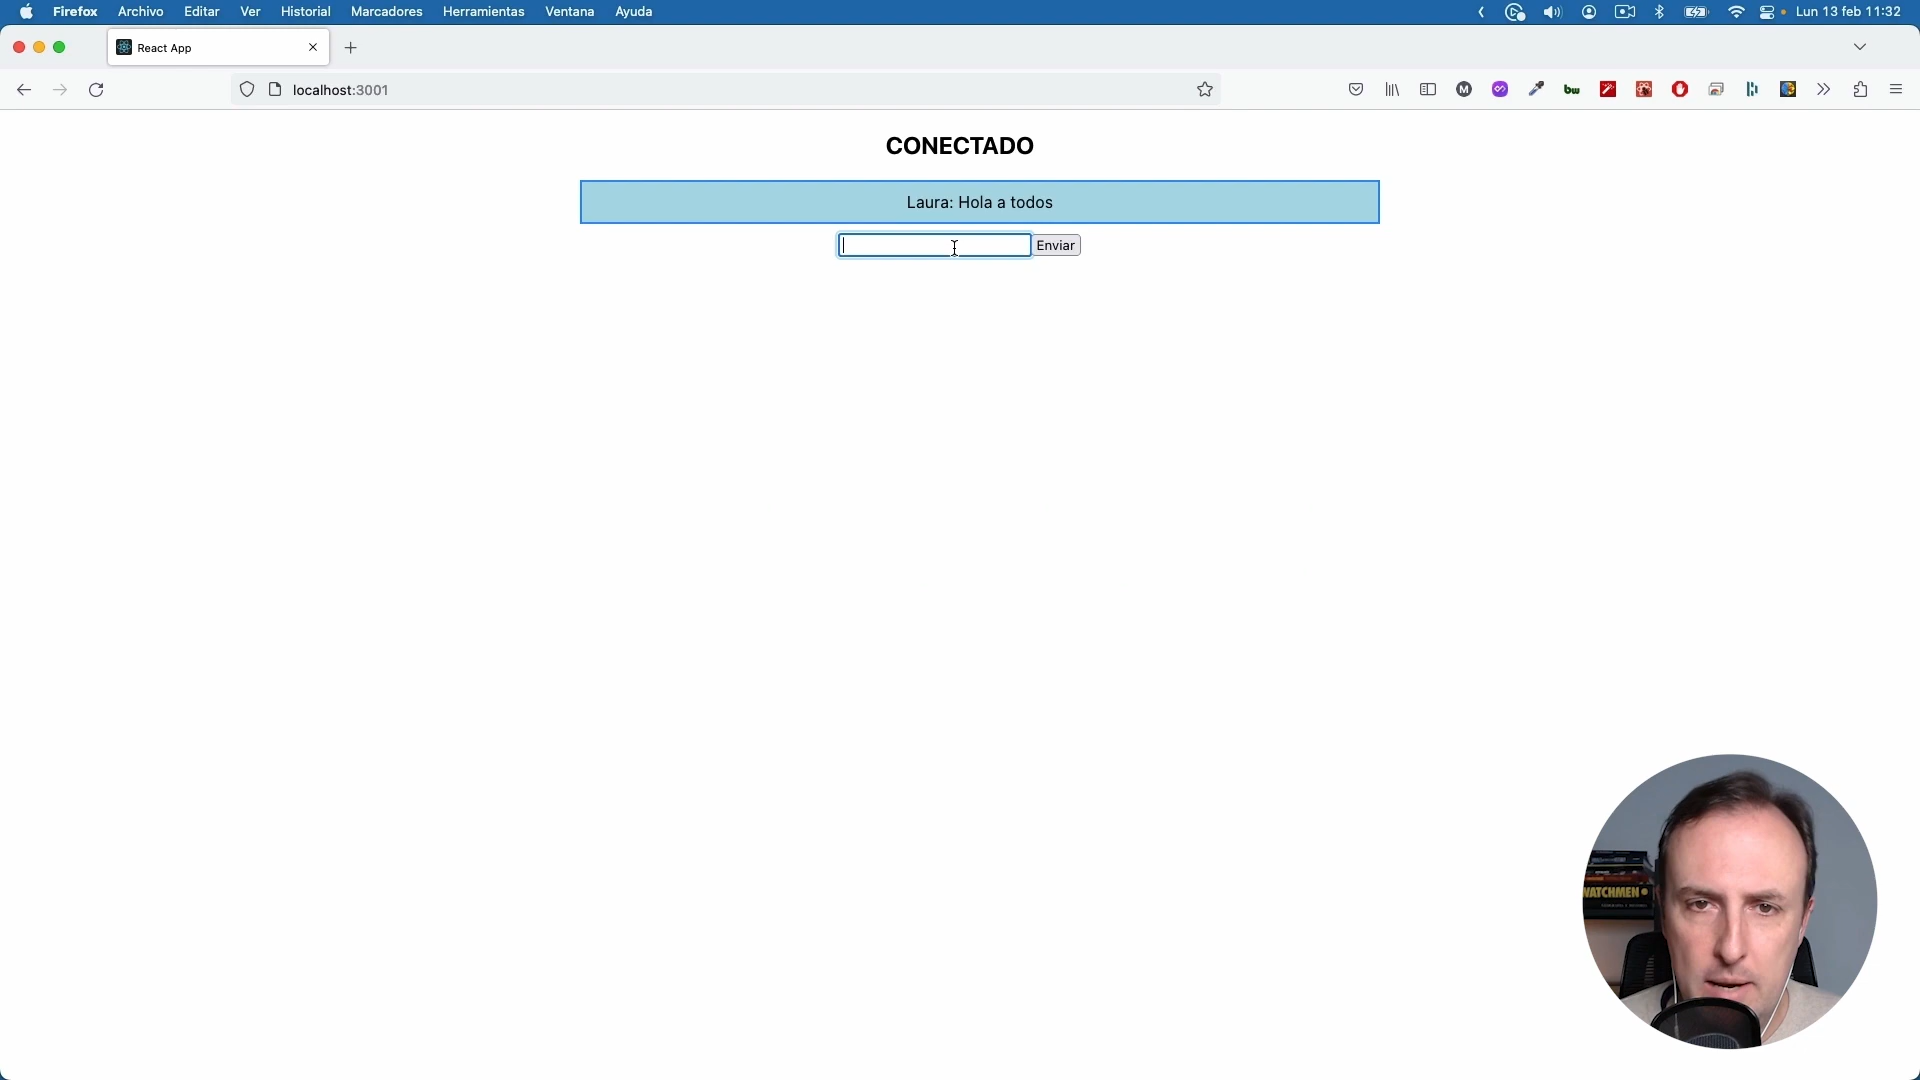 Firefox Archivo Editar Ver Historial Marcadores Herramientas Ventana Ayuda Lun 13 feb 11:32
React App
localhost:3001
M bw
CONECTADO
Laura: Hola a todos
Enviar
WATCHMEN